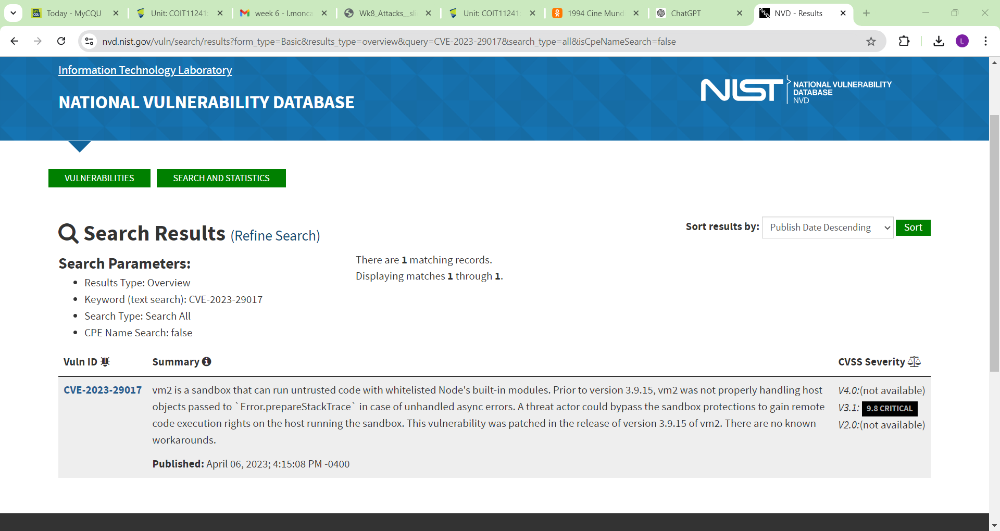 Today - MyCQU
Unit: COIT11241:
week 6 - l.monca
Wk8_Attacks__sli
Unit: COIT11241:
1994 Cine Mund
ChatGPT
NVD - Results
nvd.nist.gov/vuln/search/results?form_type=Basic&results_type=overview&query=CVE-2023-29017&search_type=all&isCpeNameSearch=false
L
Information Technology Laboratory
NATIONAL VULNERABILITY DATABASE
NIST
NATIONAL VULNERABILITY
DATABASE
NVD
VULNERABILITIES
SEARCH AND STATISTICS
Search Results (Refine Search)
Sort results by:
Publish Date Descending
Sort
Search Parameters:
Results Type: Overview
Keyword (text search): CVE-2023-29017
Search Type: Search All
CPE Name Search: false
There are 1 matching records.
Displaying matches 1 through 1.
Vuln ID
Summary
CVSS Severity
CVE-2023-29017
vm2 is a sandbox that can run untrusted code with whitelisted Node's built-in modules. Prior to version 3.9.15, vm2 was not properly handling host
objects passed to `Error.prepareStackTrace` in case of unhandled async errors. A threat actor could bypass the sandbox protections to gain remote
code execution rights on the host running the sandbox. This vulnerability was patched in the release of version 3.9.15 of vm2. There are no known
workarounds.
Published: April 06, 2023; 4:15:08 PM -0400
V4.0:(not available)
V3.1: 9.8 CRITICAL
V2.0:(not available)